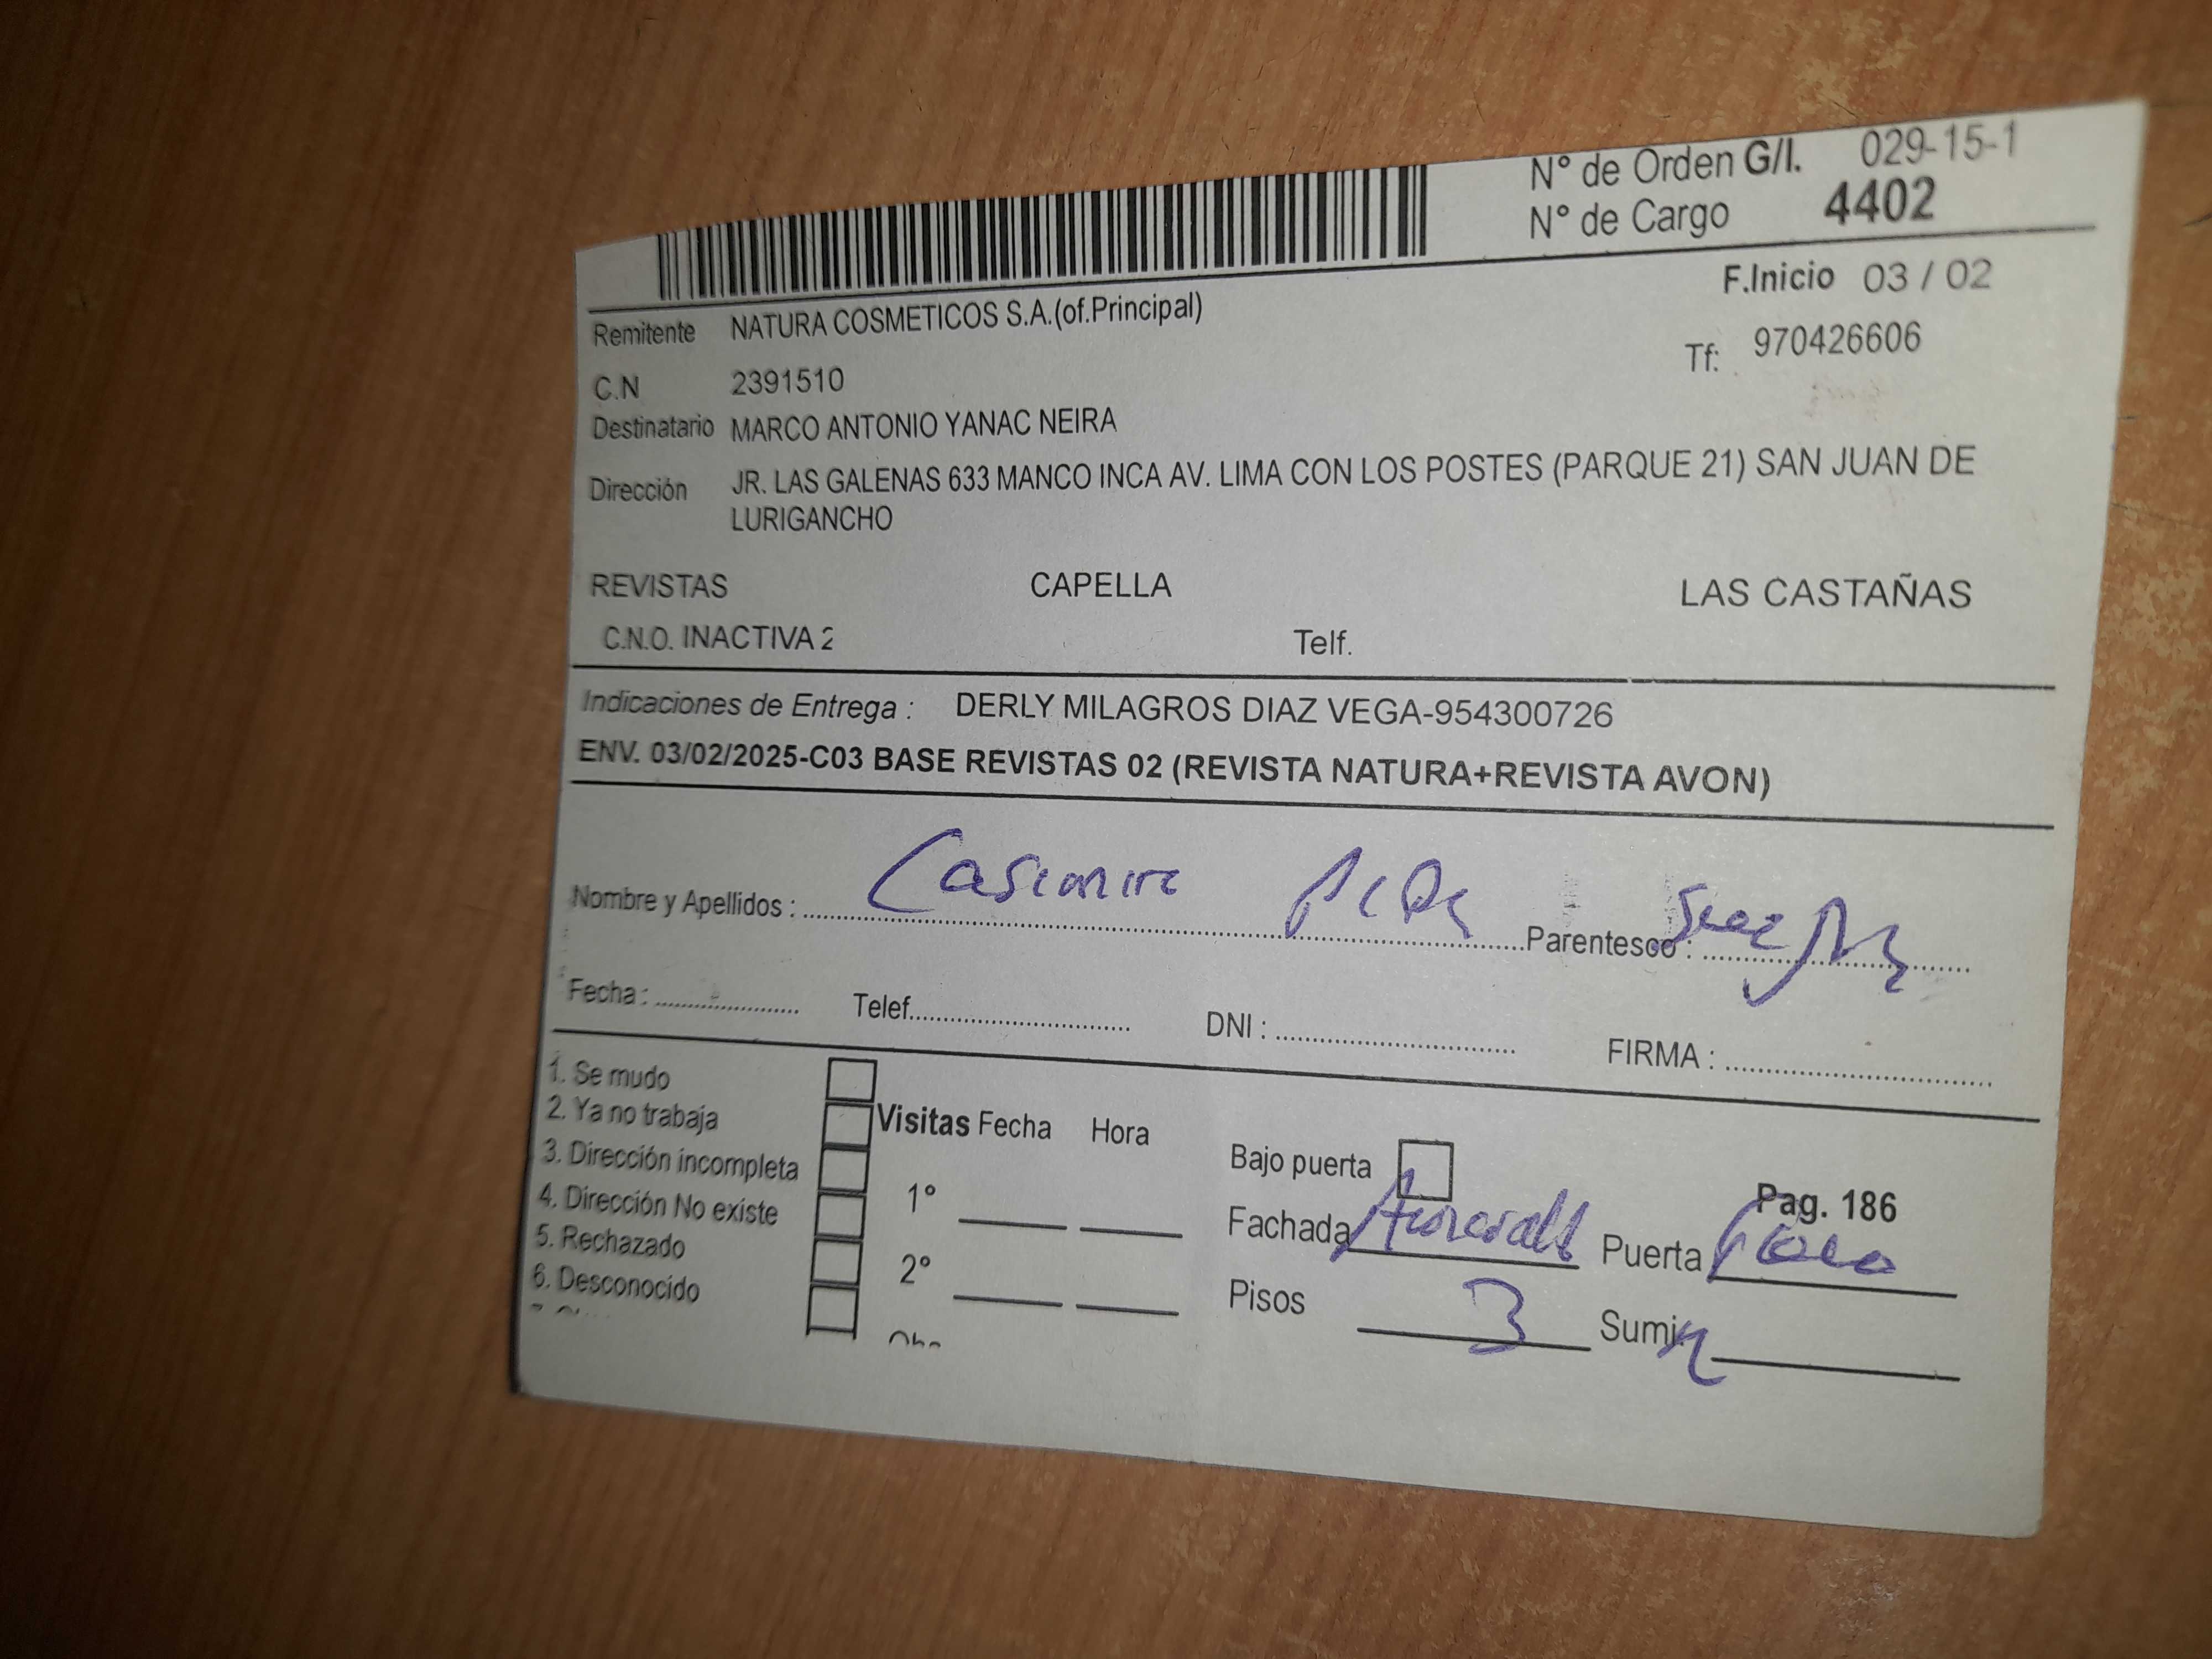 N° de Orden G/I. 029-15-1
N° de Cargo 4402
F.Inicio 03 / 02
Remitente NATURA COSMETICOS S.A.(of.Principal)
Tf: 970426606
C.N 2391510
Destinatario MARCO ANTONIO YANAC NEIRA
Dirección JR. LAS GALENAS 633 MANCO INCA AV. LIMA CON LOS POSTES (PARQUE 21) SAN JUAN DE
LURIGANCHO
REVISTAS CAPELLA LAS CASTAÑAS
C.N.O. INACTIVA 2 Telf.
Indicaciones de Entrega : DERLY MILAGROS DIAZ VEGA-954300726
ENV. 03/02/2025-C03 BASE REVISTAS 02 (REVISTA NATURA+REVISTA AVON)
Nombre y Apellidos : Parentesco :
Fecha : Telef. DNI : FIRMA :
1. Se mudo
2. Ya no trabaja
3. Dirección incompleta
4. Dirección No existe
5. Rechazado
6. Desconocido
Visitas Fecha Hora
1°
2°
Bajo puerta
Pag. 186
Fachada Puerta
Pisos 3 Sumi